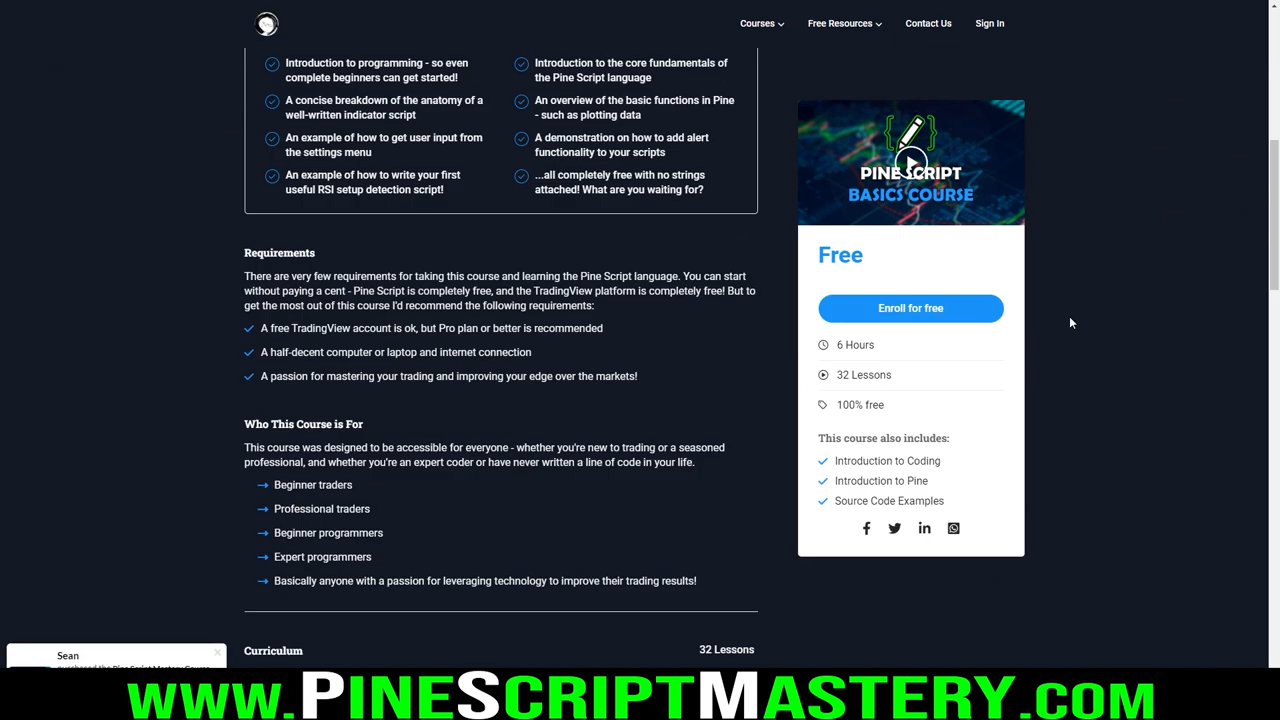 Courses
Free Resources
Contact Us
Sign In
Introduction to programming - so even
complete beginners can get started!
A concise breakdown of the anatomy of a
well-written indicator script
An example of how to get user input from
the settings menu
An example of how to write your first
useful RSI setup detection script!
Introduction to the core fundamentals of
the Pine Script language
An overview of the basic functions in Pine
- such as plotting data
A demonstration on how to add alert
functionality to your scripts
...all completely free with no strings
attached! What are you waiting for?
Requirements
There are very few requirements for taking this course and learning the Pine Script language. You can start
without paying a cent - Pine Script is completely free, and the TradingView platform is completely free! But to
get the most out of this course I'd recommend the following requirements:
A free TradingView account is ok, but Pro plan or better is recommended
A half-decent computer or laptop and internet connection
A passion for mastering your trading and improving your edge over the markets!
Who This Course is For
This course was designed to be accessible for everyone - whether you're new to trading or a seasoned
professional, and whether you're an expert coder or have never written a line of code in your life.
Beginner traders
Professional traders
Beginner programmers
Expert programmers
Basically anyone with a passion for leveraging technology to improve their trading results!
Curriculum
32 Lessons
PINE SCRIPT
BASICS COURSE
Free
Enroll for free
6 Hours
32 Lessons
100% free
This course also includes:
Introduction to Coding
Introduction to Pine
Source Code Examples
Sean
purchased the Pine Script Mastery Course
www.PineScriptMastery.com